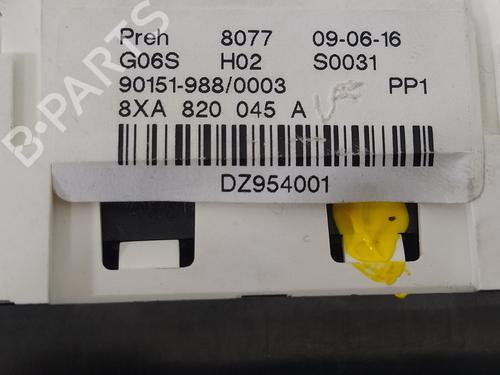 Preh 8077 09-06-16
G06S H02 S0031
90151-988/0003 PP1
8XA 820 045 A
DZ954001
B-PARTS